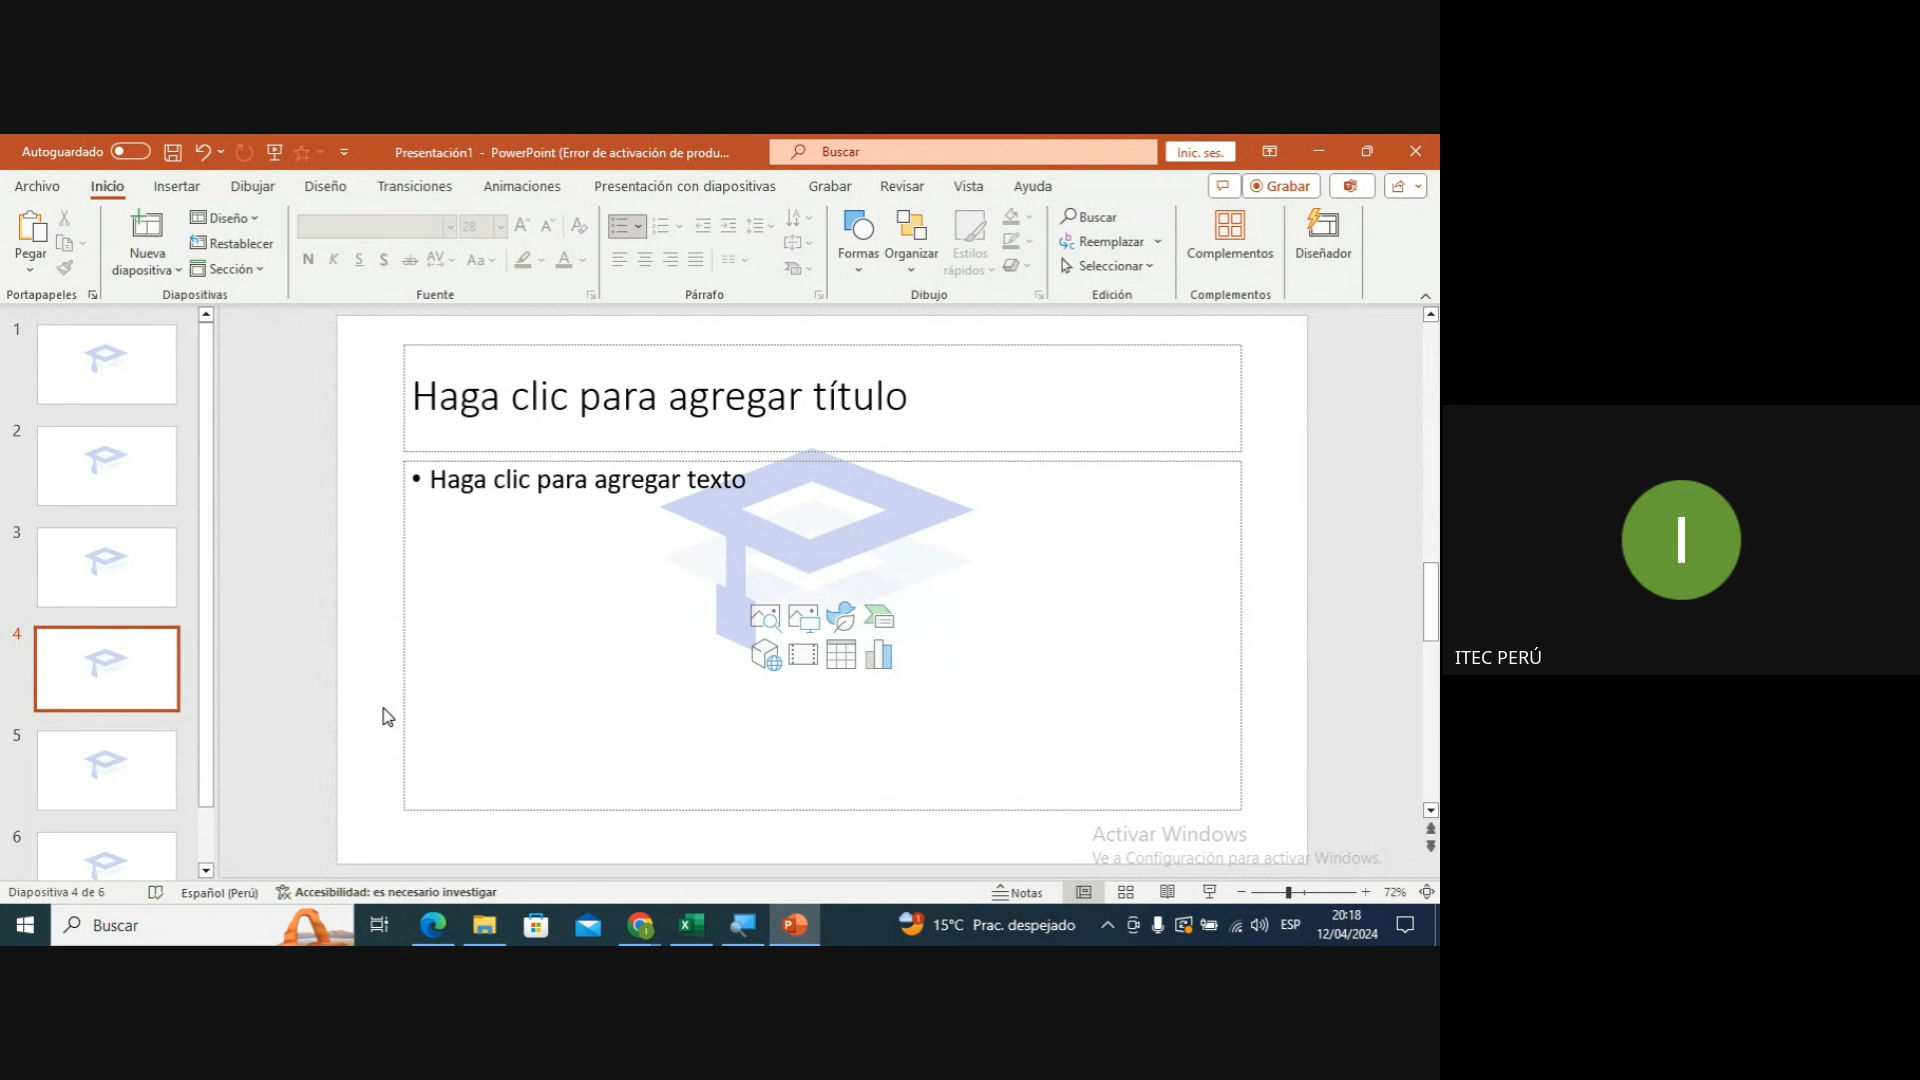 Autoguardado
Presentación1 - PowerPoint (Error de activación de produ...
Buscar
Inic. ses.
Archivo
Inicio
Insertar
Dibujar
Diseño
Transiciones
Animaciones
Presentación con diapositivas
Grabar
Revisar
Vista
Ayuda
Grabar
Pegar
Portapapeles
Nueva
diapositiva
Diseño
Restablecer
Sección
Diapositivas
28
N K S S ab AV Aa A
Fuente
Párrafo
Formas
Organizar
Estilos
rápidos
Dibujo
Buscar
Reemplazar
Seleccionar
Edición
Complementos
Complementos
Diseñador
1
2
3
4
5
6
Haga clic para agregar título
• Haga clic para agregar texto
Activar Windows
Ve a Configuración para activar Windows.
Diapositiva 4 de 6
Español (Perú)
Accesibilidad: es necesario investigar
Notas
72%
Buscar
15°C Prac. despejado
ESP
20:18
12/04/2024
I
ITEC PERÚ